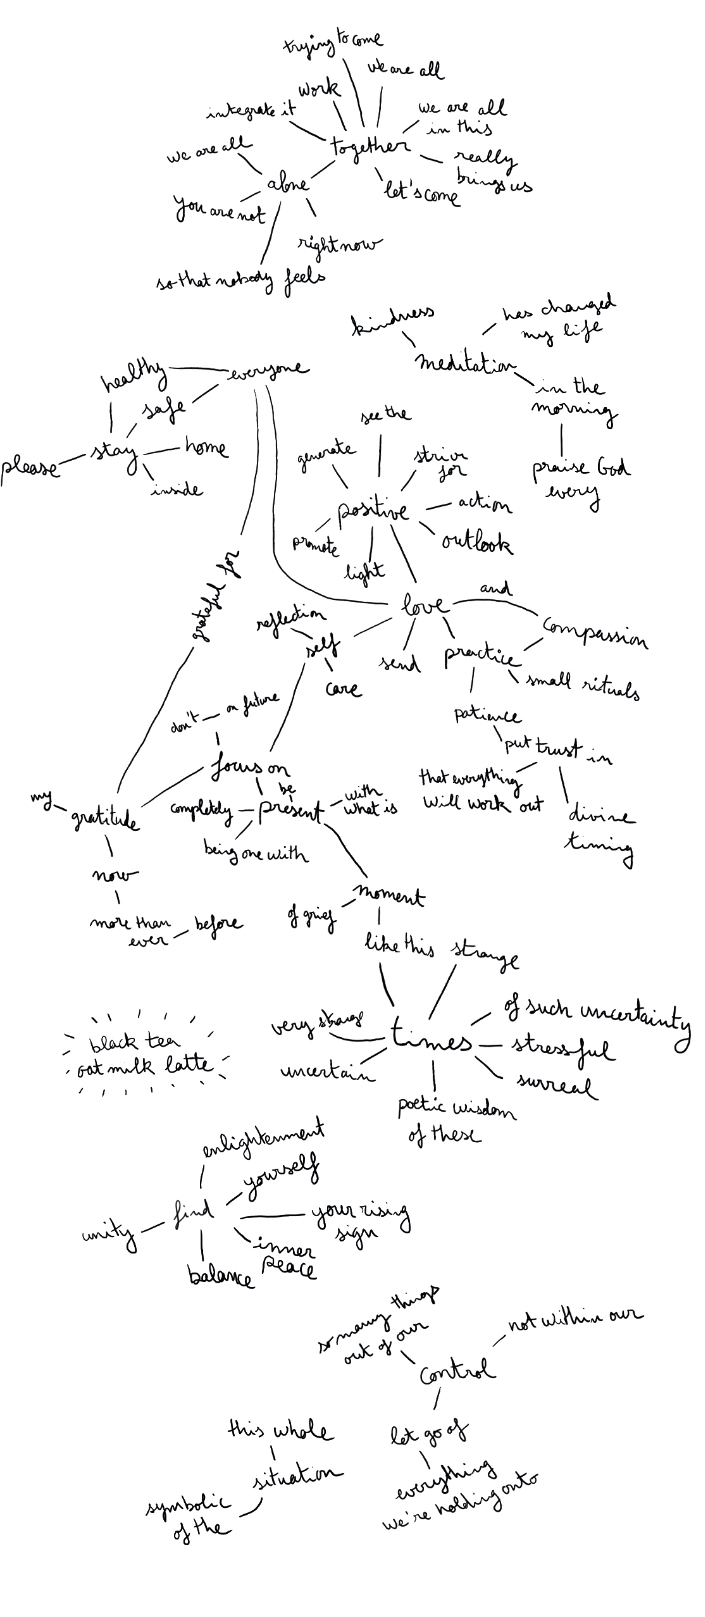 trying to come
we are all
work
integrate it
we are all
in this
we are all
together
really
brings us
alone
let's come
you are not
right now
so that nobody feels
kindness
has changed
my life
meditation
healthy
everyone
in the
morning
safe
see the
stay
home
generate
strive
for
please
inside
praise God
every
positive
action
promote
outlook
light
grateful for
love
and
compassion
reflection
self
send
practice
care
small rituals
don't
on future
patience
put trust in
focus on
that everything
will work out
my
gratitude
completely
be
present
with
what is
divine
timing
being one with
now
moment
of grief
more than
ever
before
like this
strange
very strange
of such uncertainty
times
stressful
black tea
oat milk latte
uncertain
surreal
poetic wisdom
of these
enlightenment
yourself
find
your rising
sign
unity
inner
peace
balance
so many things
out of our
not within our
control
this whole
let go of
situation
everything
we're holding onto
symbolic
of the